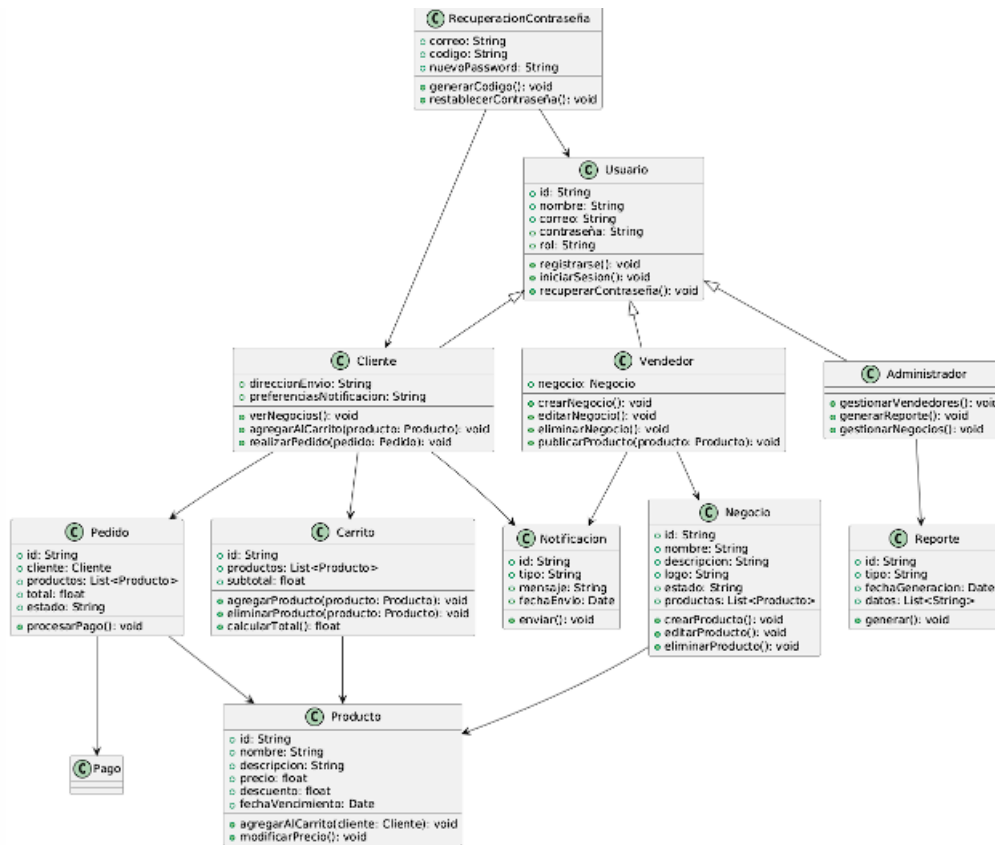 C RecuperacionContraseña
correo: String
codigo: String
nuevoPassword: String
generarCodigo(): void
restablecerContraseña(): void
C Usuario
id: String
nombre: String
correo: String
contraseña: String
rol: String
registrarse(): void
iniciarSesion(): void
recuperarContraseña(): void
C Cliente
direccionEnvio: String
preferenciasNotificacion: String
verNegocios(): void
agregarAlCarrito(producto: Producto): void
realizarPedido(pedido: Pedido): void
C Vendedor
negocio: Negocio
crearNegocio(): void
editarNegocio(): void
eliminarNegocio(): void
publicarProducto(producto: Producto): void
C Administrador
gestionarVendedores(): void
generarReporte(): void
gestionarNegocios(): void
C Pedido
id: String
cliente: Cliente
productos: List<Producto>
total: float
estado: String
procesarPago(): void
C Carrito
id: String
productos: List<Producto>
subtotal: float
agregarProducto(producto: Producto): void
eliminarProducto(producto: Producto): void
calcularTotal(): float
C Notificacion
id: String
tipo: String
mensaje: String
fechaEnvio: Date
enviar(): void
C Negocio
id: String
nombre: String
descripcion: String
logo: String
estado: String
productos: List<Producto>
crearProducto(): void
editarProducto(): void
eliminarProducto(): void
C Reporte
id: String
tipo: String
fechaGeneracion: Date
datos: List<String>
generar(): void
C Pago
C Producto
id: String
nombre: String
descripcion: String
precio: float
descuento: float
fechaVencimiento: Date
agregarAlCarrito(cliente: Cliente): void
modificarPrecio(): void